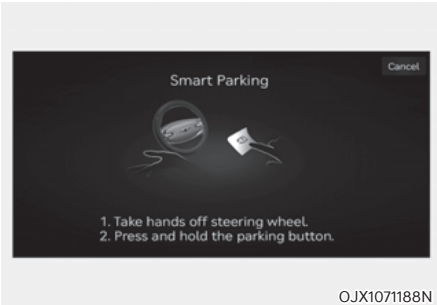 Cancel
Smart Parking
1. Take hands off steering wheel.
2. Press and hold the parking button.
OJX1071188N